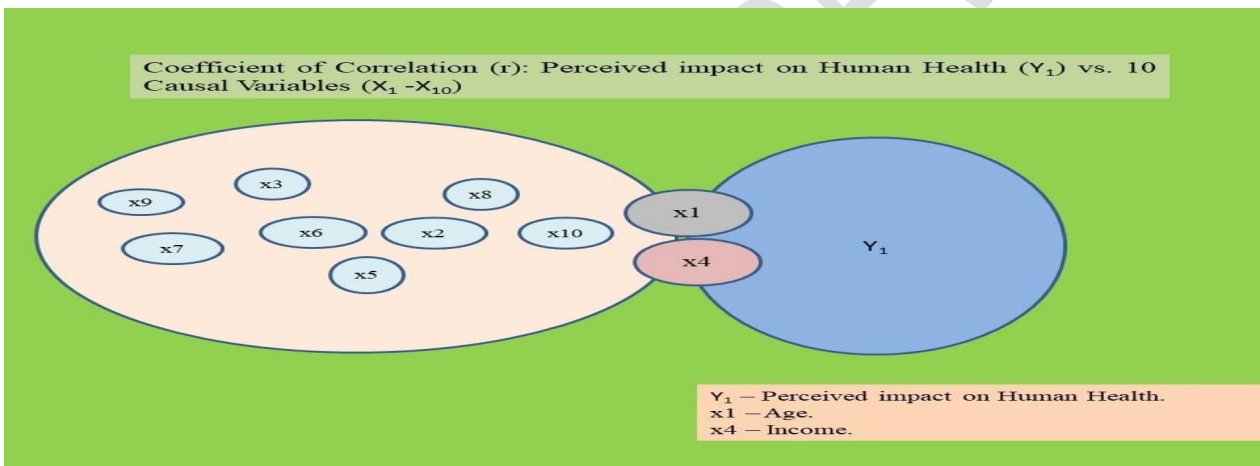 Coefficient of Correlation (r): Perceived impact on Human Health (Y₁) vs. 10
Causal Variables (X₁ -X₁₀)
x3
x8
x9
x1
x6
x2
x10
x7
Y₁
x4
x5
Y₁ – Perceived impact on Human Health.
x1 – Age.
x4 – Income.